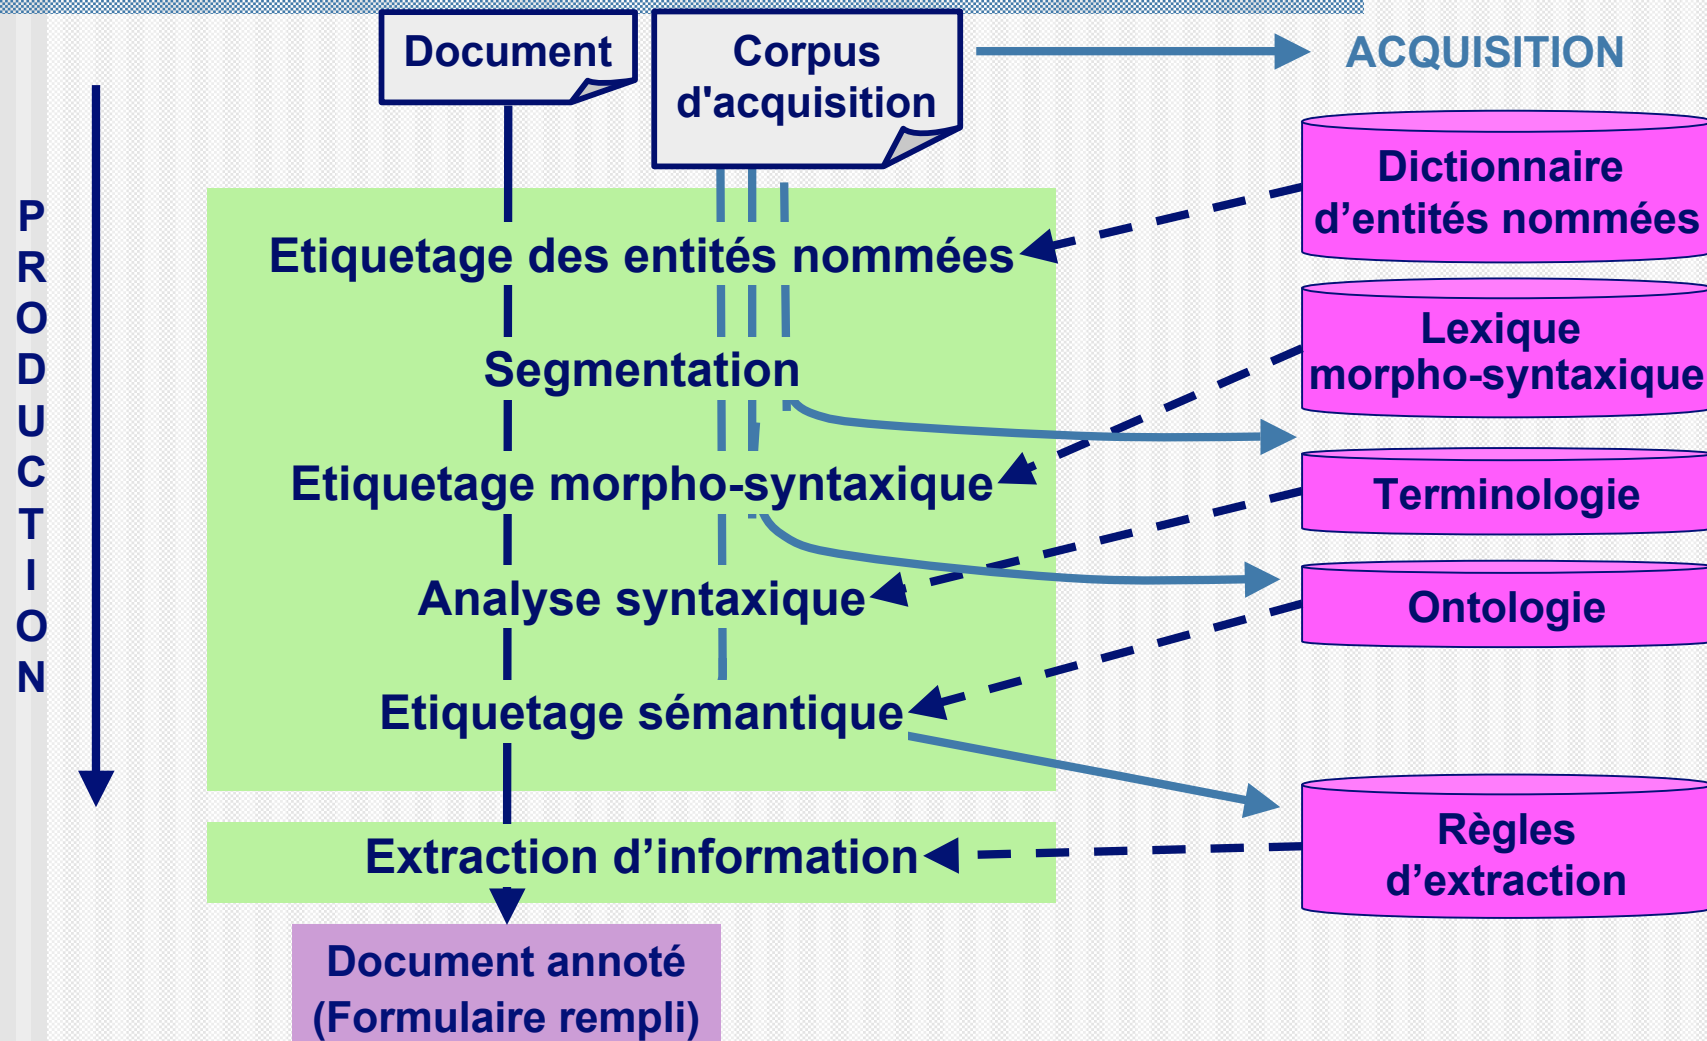 Document
Corpus
d'acquisition
ACQUISITION
PRODUCTION
Dictionnaire
d’entités nommées
Etiquetage des entités nommées
Lexique
morpho-syntaxique
Segmentation
Etiquetage morpho-syntaxique
Terminologie
Analyse syntaxique
Ontologie
Etiquetage sémantique
Extraction d’information
Règles
d’extraction
Document annoté
(Formulaire rempli)